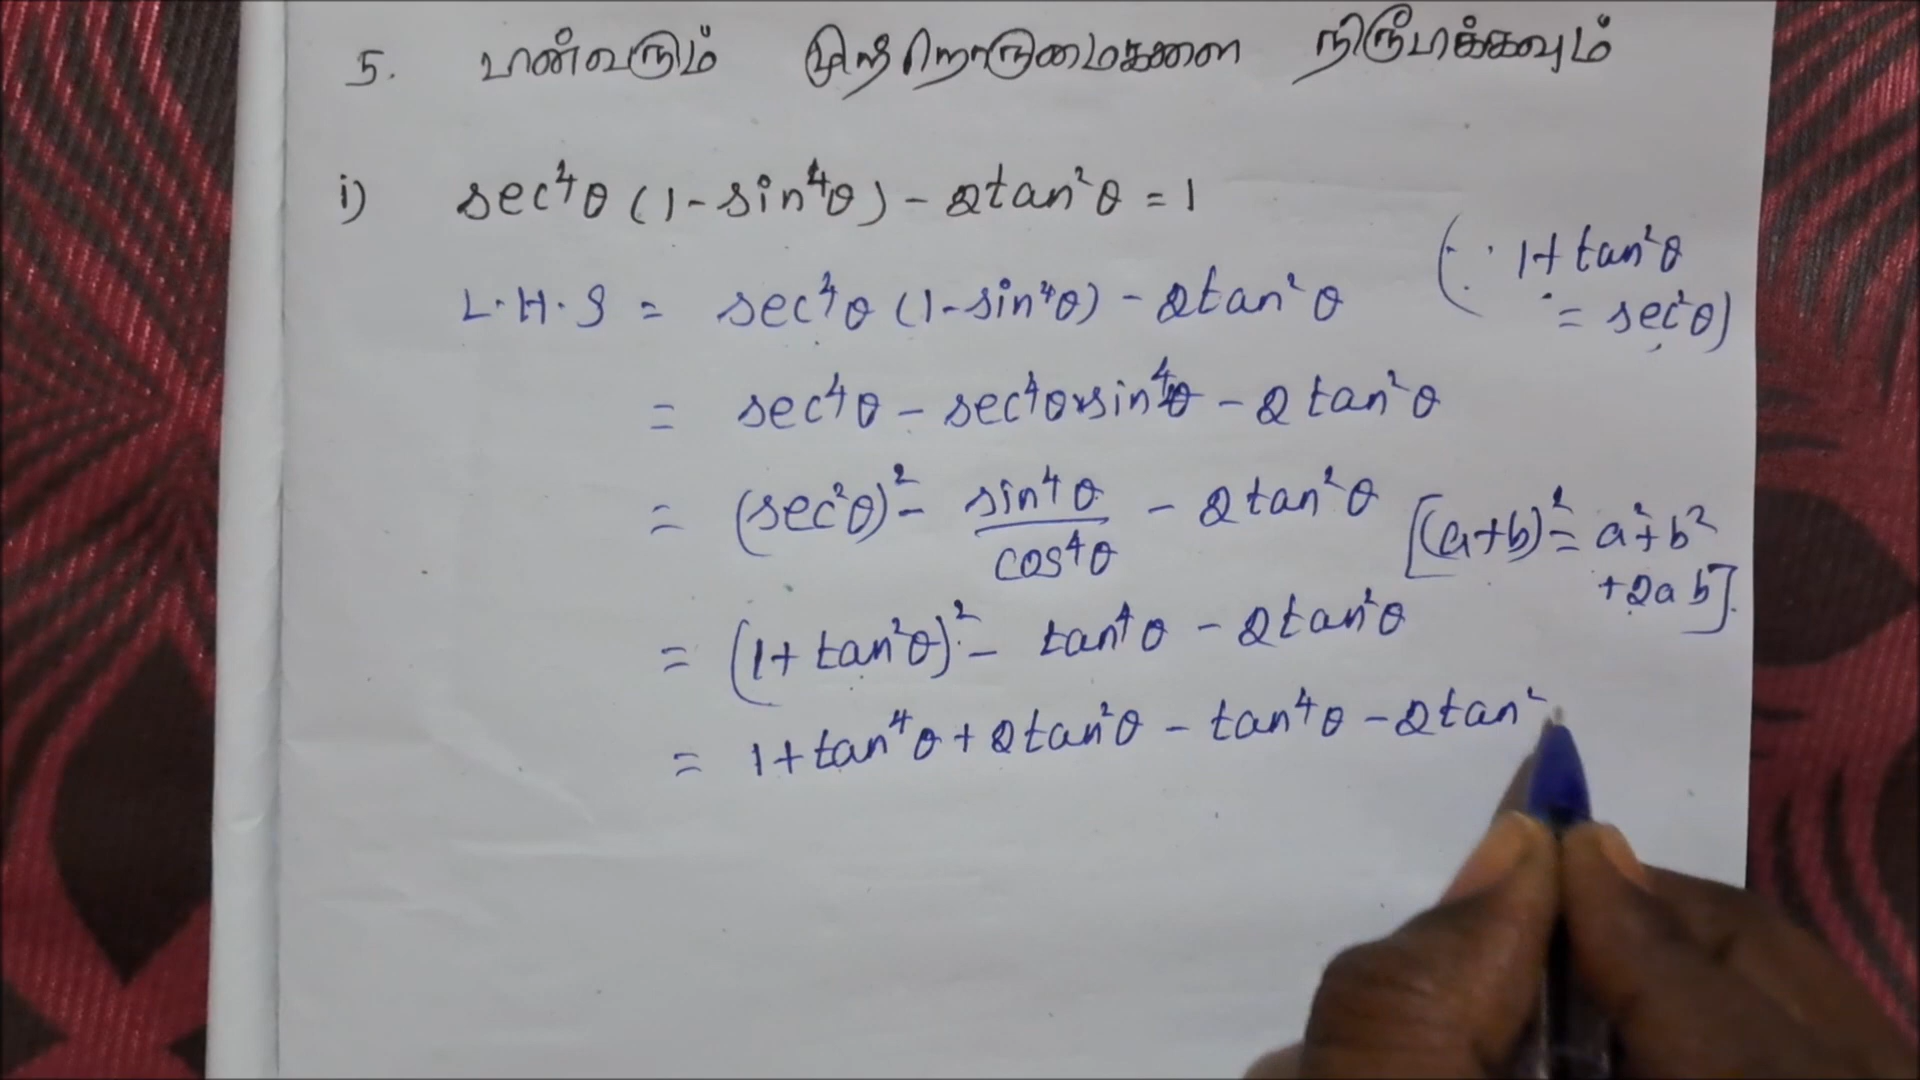 5. பின்வரும் முற்றொருமைகளை நிரூபிக்கவும்
i) sec⁴θ (1-sin⁴θ) - 2tan²θ = 1
L.H.S = sec⁴θ (1-sin⁴θ) - 2tan²θ (∵ 1+tan²θ
= sec²θ)
= sec⁴θ - sec⁴θ×sin⁴θ - 2tan²θ
= (sec²θ)² - sin⁴θ/cos⁴θ - 2tan²θ [(a+b)² = a²+b²
+2ab].
= (1+tan²θ)² - tan⁴θ - 2tan²θ
= 1+tan⁴θ+2tan²θ - tan⁴θ - 2tan²